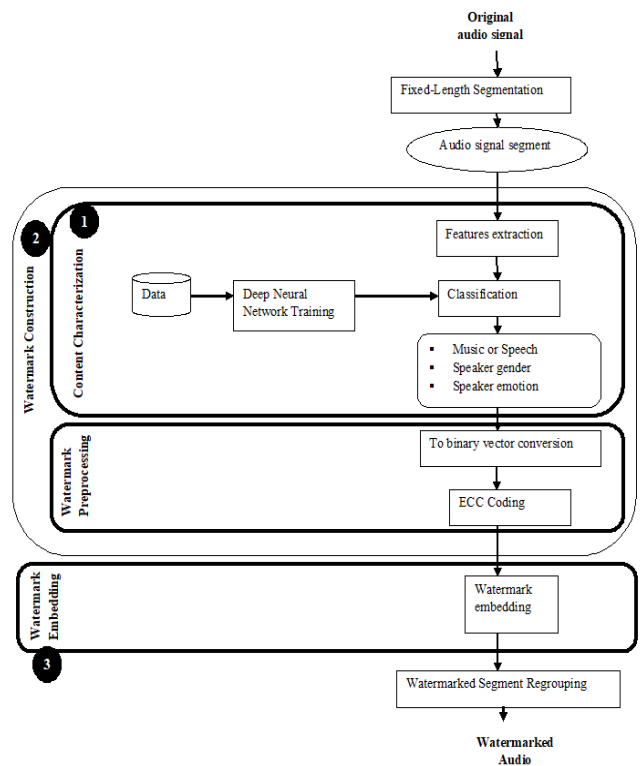 Original
audio signal
Fixed-Length Segmentation
Audio signal segment
1
2
Watermark Construction
Content Characterization
Features extraction
Data
Deep Neural
Network Training
Classification
▪ Music or Speech
▪ Speaker gender
▪ Speaker emotion
Watermark
Preprocessing
To binary vector conversion
ECC Coding
Watermark
Embedding
Watermark
embedding
3
Watermarked Segment Regrouping
Watermarked
Audio